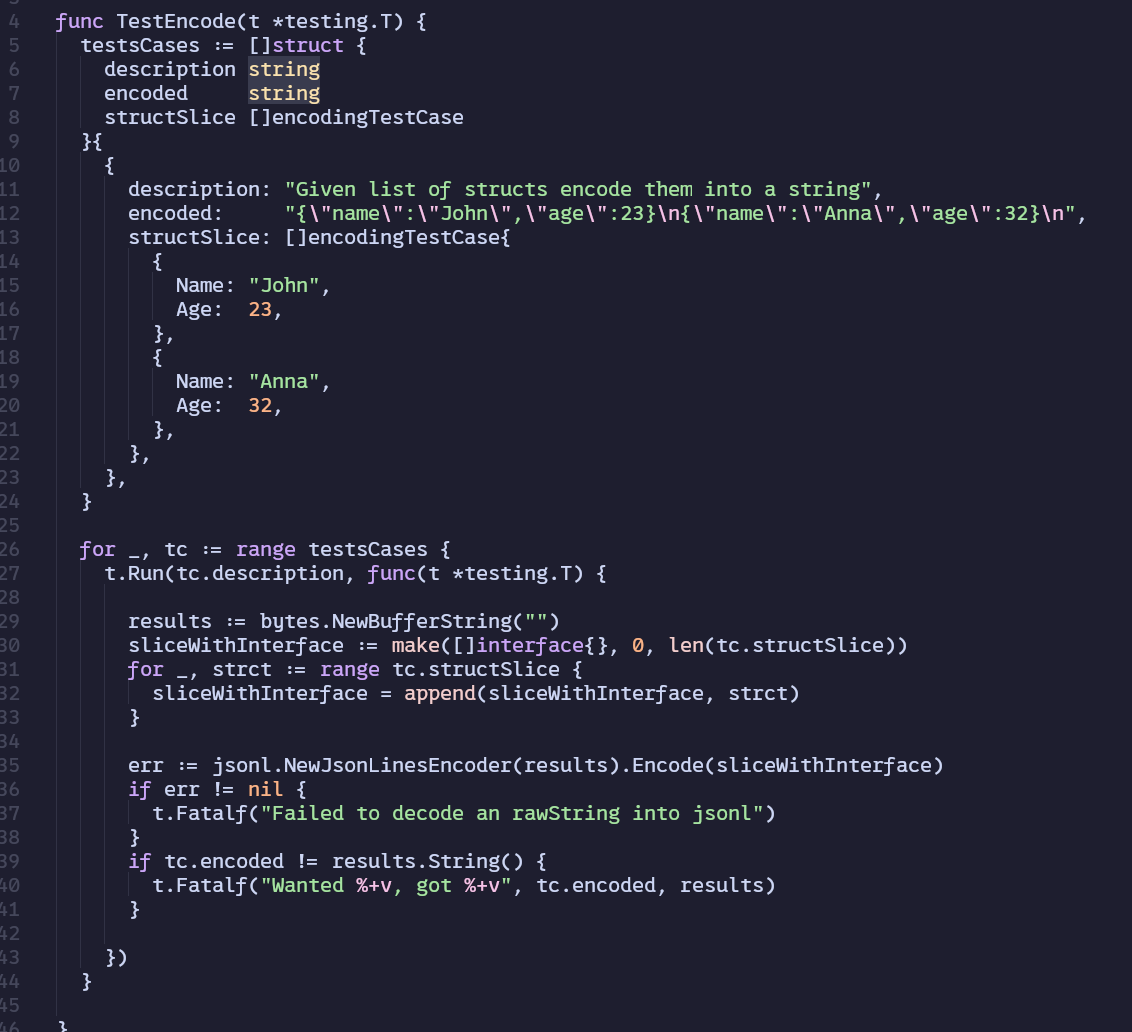 4 func TestEncode(t *testing.T) {
5 testsCases := []struct {
6 description string
7 encoded     string
8 structSlice []encodingTestCase
9 }{
10 {
11 description: "Given list of structs encode them into a string",
12 encoded:     "{\"name\":\"John\",\"age\":23}\n{\"name\":\"Anna\",\"age\":32}\n",
13 structSlice: []encodingTestCase{
14 {
15 Name: "John",
16 Age:  23,
17 },
18 {
19 Name: "Anna",
20 Age:  32,
21 },
22 },
23 },
24 }
25
26 for _, tc := range testsCases {
27 t.Run(tc.description, func(t *testing.T) {
28
29 results := bytes.NewBufferString("")
30 sliceWithInterface := make([]interface{}, 0, len(tc.structSlice))
31 for _, strct := range tc.structSlice {
32 sliceWithInterface = append(sliceWithInterface, strct)
33 }
34
35 err := jsonl.NewJsonLinesEncoder(results).Encode(sliceWithInterface)
36 if err != nil {
37 t.Fatalf("Failed to decode an rawString into jsonl")
38 }
39 if tc.encoded != results.String() {
40 t.Fatalf("Wanted %+v, got %+v", tc.encoded, results)
41 }
42
43 })
44 }
45
46 }